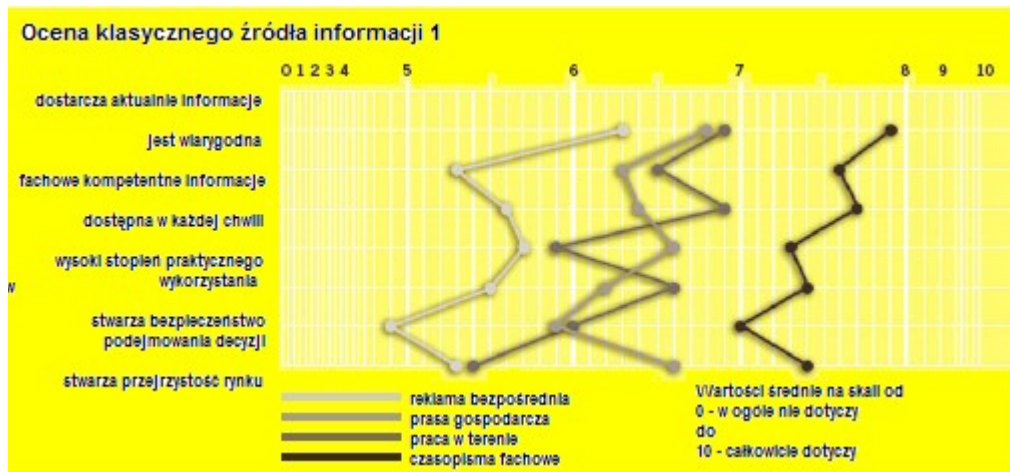 Ocena klasycznego źródła informacji 1
0 1 2 3 4 5 6 7 8 9 10
dostarcza aktualnie informacje
jest wiarygodna
fachowe kompetentne informacje
dostępna w każdej chwili
wysoki stopień praktycznego
wykorzystania
w
stwarza bezpieczeństwo
podejmowania decyzji
stwarza przejrzystość rynku
reklama bezpośrednia
prasa gospodarcza
praca w terenie
czasopisma fachowe
Wartości średnie na skali od
0 - w ogóle nie dotyczy
do
10 - całkowicie dotyczy